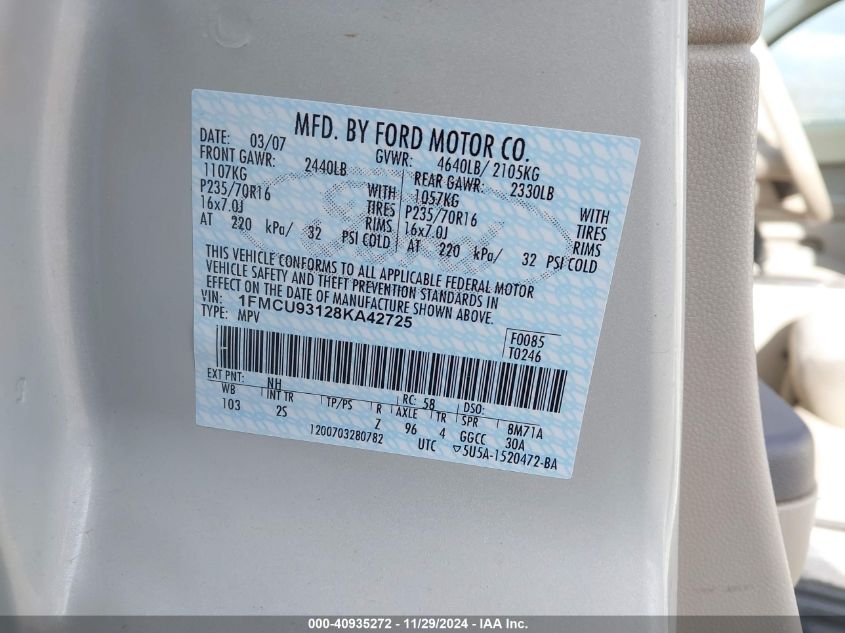 MFD. BY FORD MOTOR CO.
DATE: 03/07 GVWR: 4640LB/ 2105KG
FRONT GAWR: 2440LB REAR GAWR: 2330LB
1107KG WITH 1057KG WITH
P235/70R16 TIRES P235/70R16 TIRES
16x7.0J RIMS 16x7.0J RIMS
AT 220 kPa/ 32 PSI COLD AT 220 kPa/ 32 PSI COLD
THIS VEHICLE CONFORMS TO ALL APPLICABLE FEDERAL MOTOR
VEHICLE SAFETY AND THEFT PREVENTION STANDARDS IN
EFFECT ON THE DATE OF MANUFACTURE SHOWN ABOVE.
VIN: 1FMCU93128KA42725
TYPE: MPV
F0085
T0246
EXT PNT: NH RC: 58 DSO:
WB INT TR TP/PS R AXLE TR SPR BM71A
103 2S Z 96 4 GGCC 30A
1200703280782 UTC ▽5U5A-1520472-BA
000-40935272 - 11/29/2024 - IAA Inc.